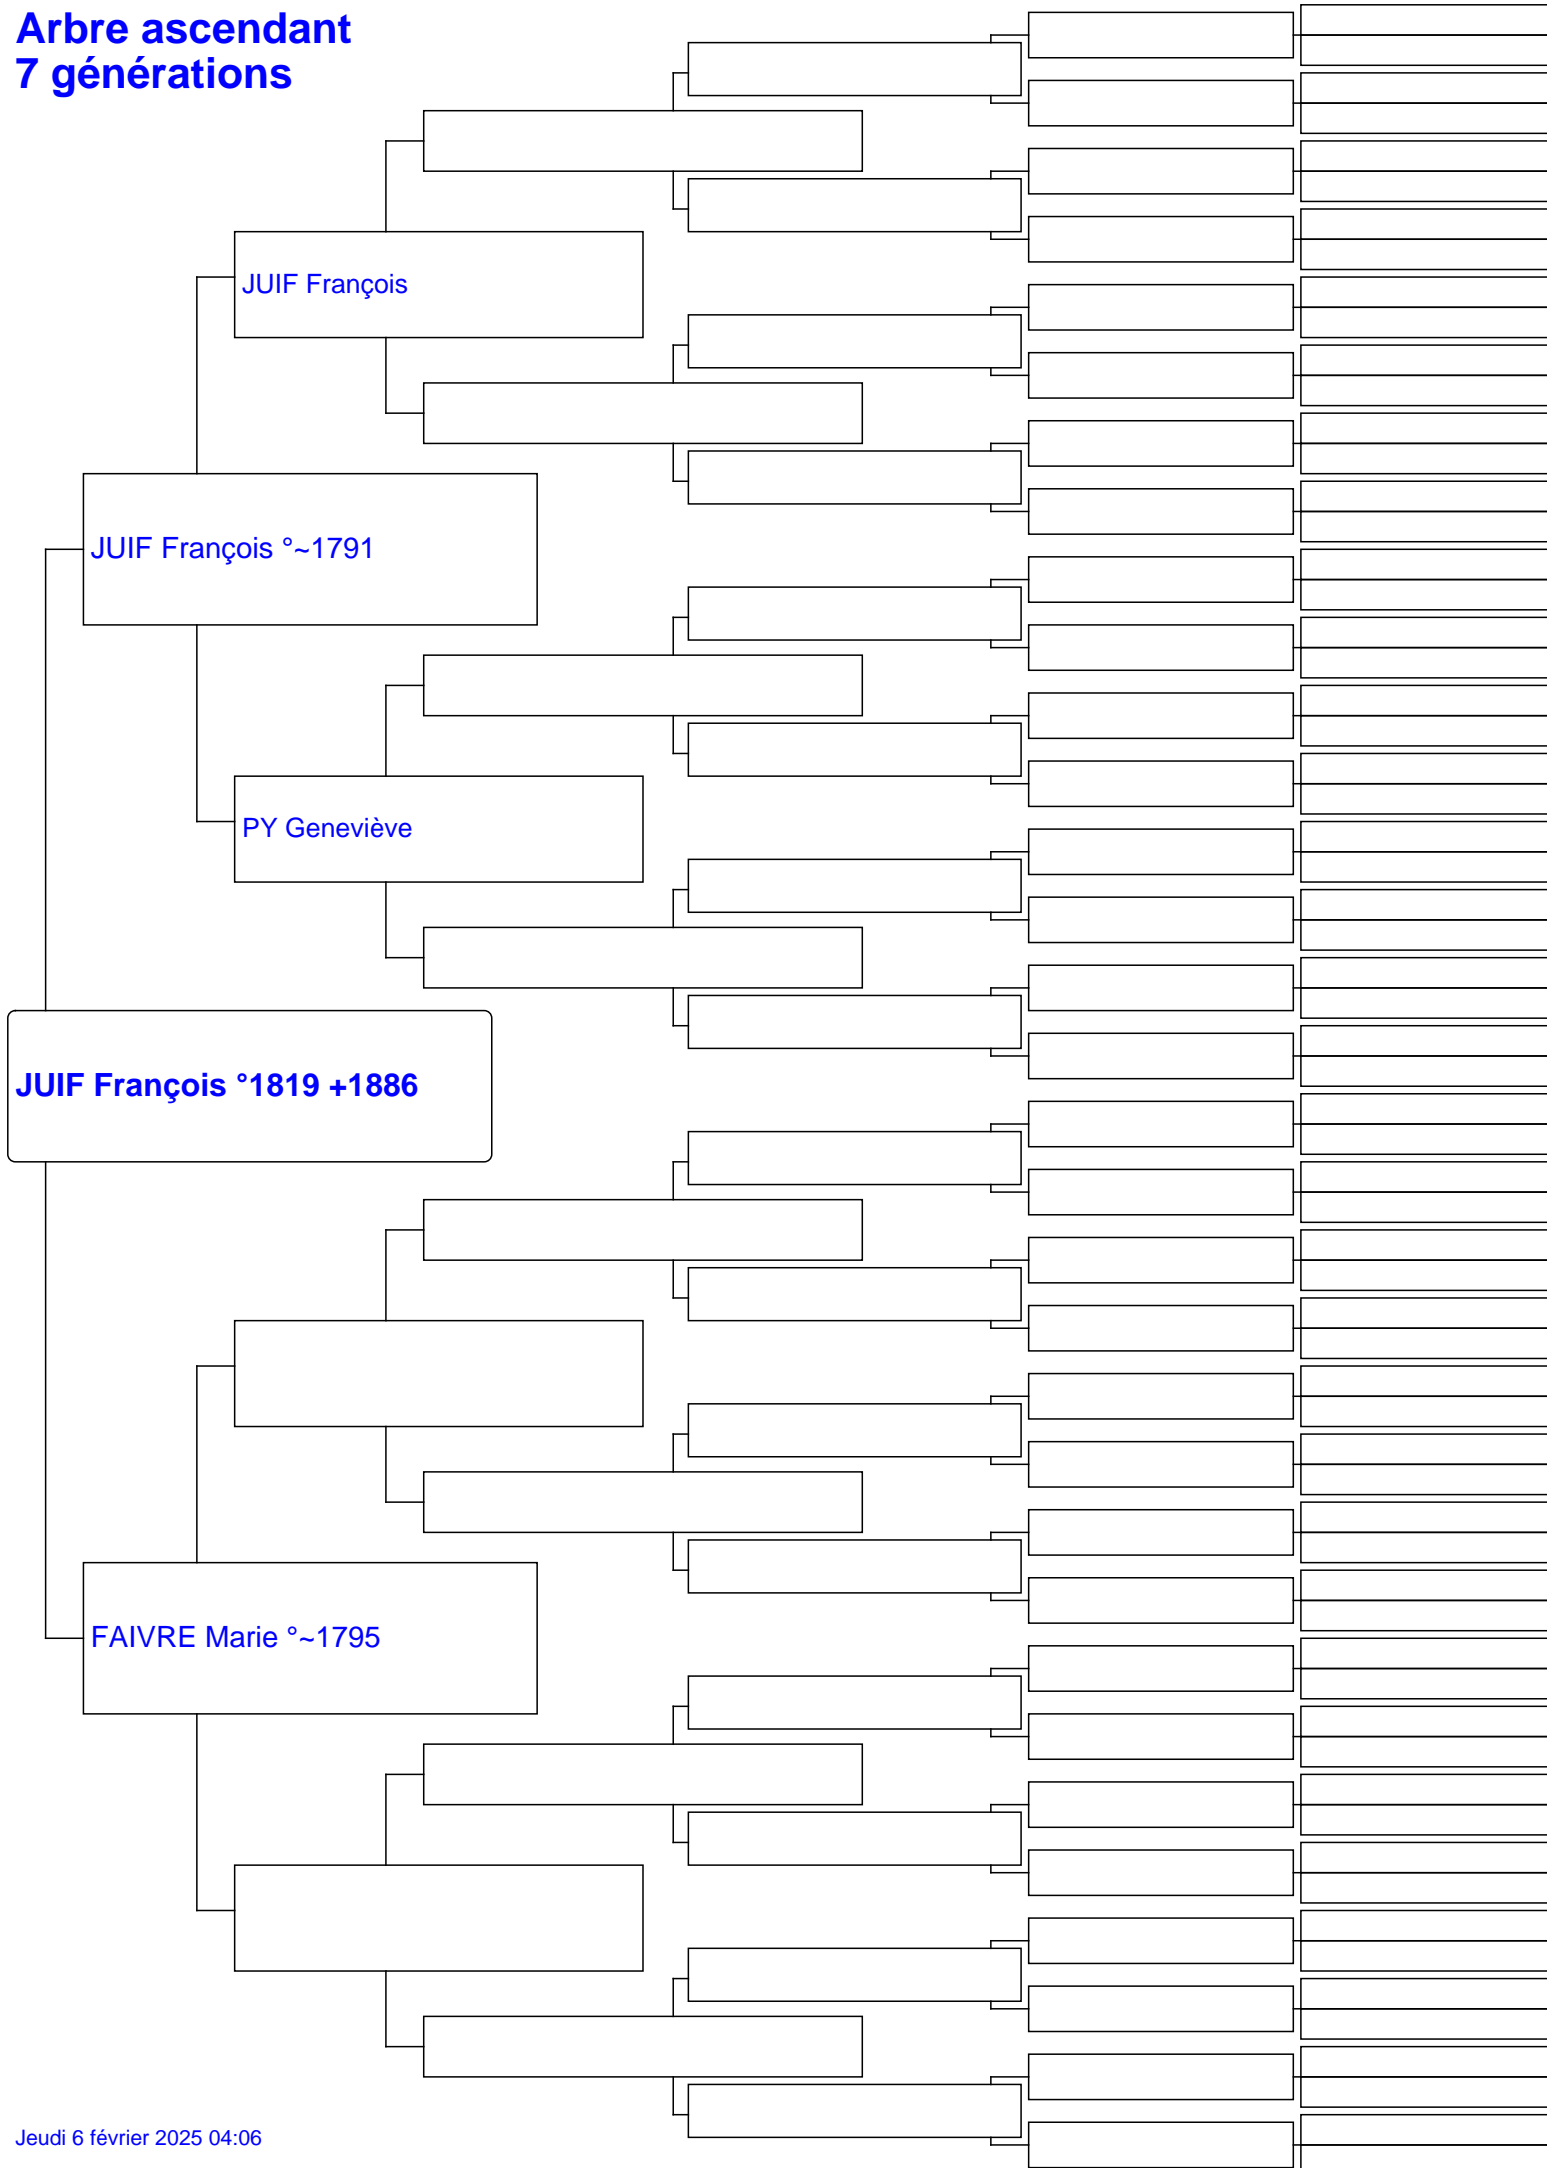 Arbre ascendant
7 générations
JUIF François
JUIF François °~1791
PY Geneviève
JUIF François °1819 +1886
FAIVRE Marie °~1795
Jeudi 6 février 2025 04:06